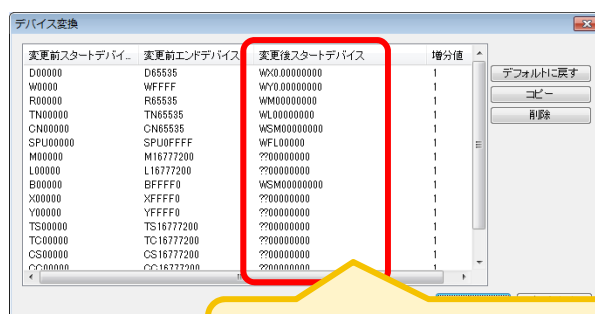 デバイス変換
変更前スタートデバイ... 変更前エンドデバイス 変更後スタートデバイス 増分値
D00000 D65535 WX0.00000000 1
W0000 WFFFF WY0.00000000 1
R00000 R65535 WM00000000 1
TN00000 TN65535 WL00000000 1
CN00000 CN65535 WSM00000000 1
SPU00000 SPU0FFFF WFL00000 1
M00000 M16777200 ??00000000 1
L00000 L16777200 ??00000000 1
B00000 BFFFF0 WSM00000000 1
X00000 XFFFF0 ??00000000 1
Y00000 YFFFF0 ??00000000 1
TS00000 TS16777200 ??00000000 1
TC00000 TC16777200 ??00000000 1
CS00000 CS16777200 ??00000000 1
CC00000 CC16777200 ??00000000 1
デフォルトに戻す
コピー
削除